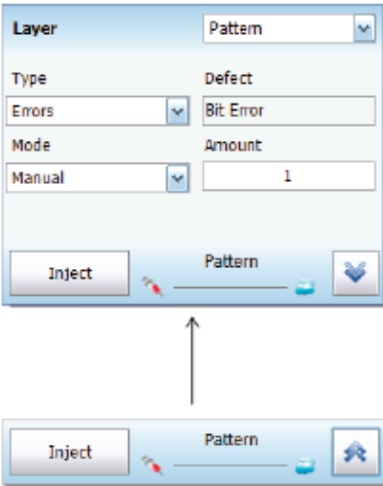 Layer Pattern
Type Defect
Errors Bit Error
Mode Amount
Manual 1
Inject Pattern
Inject Pattern